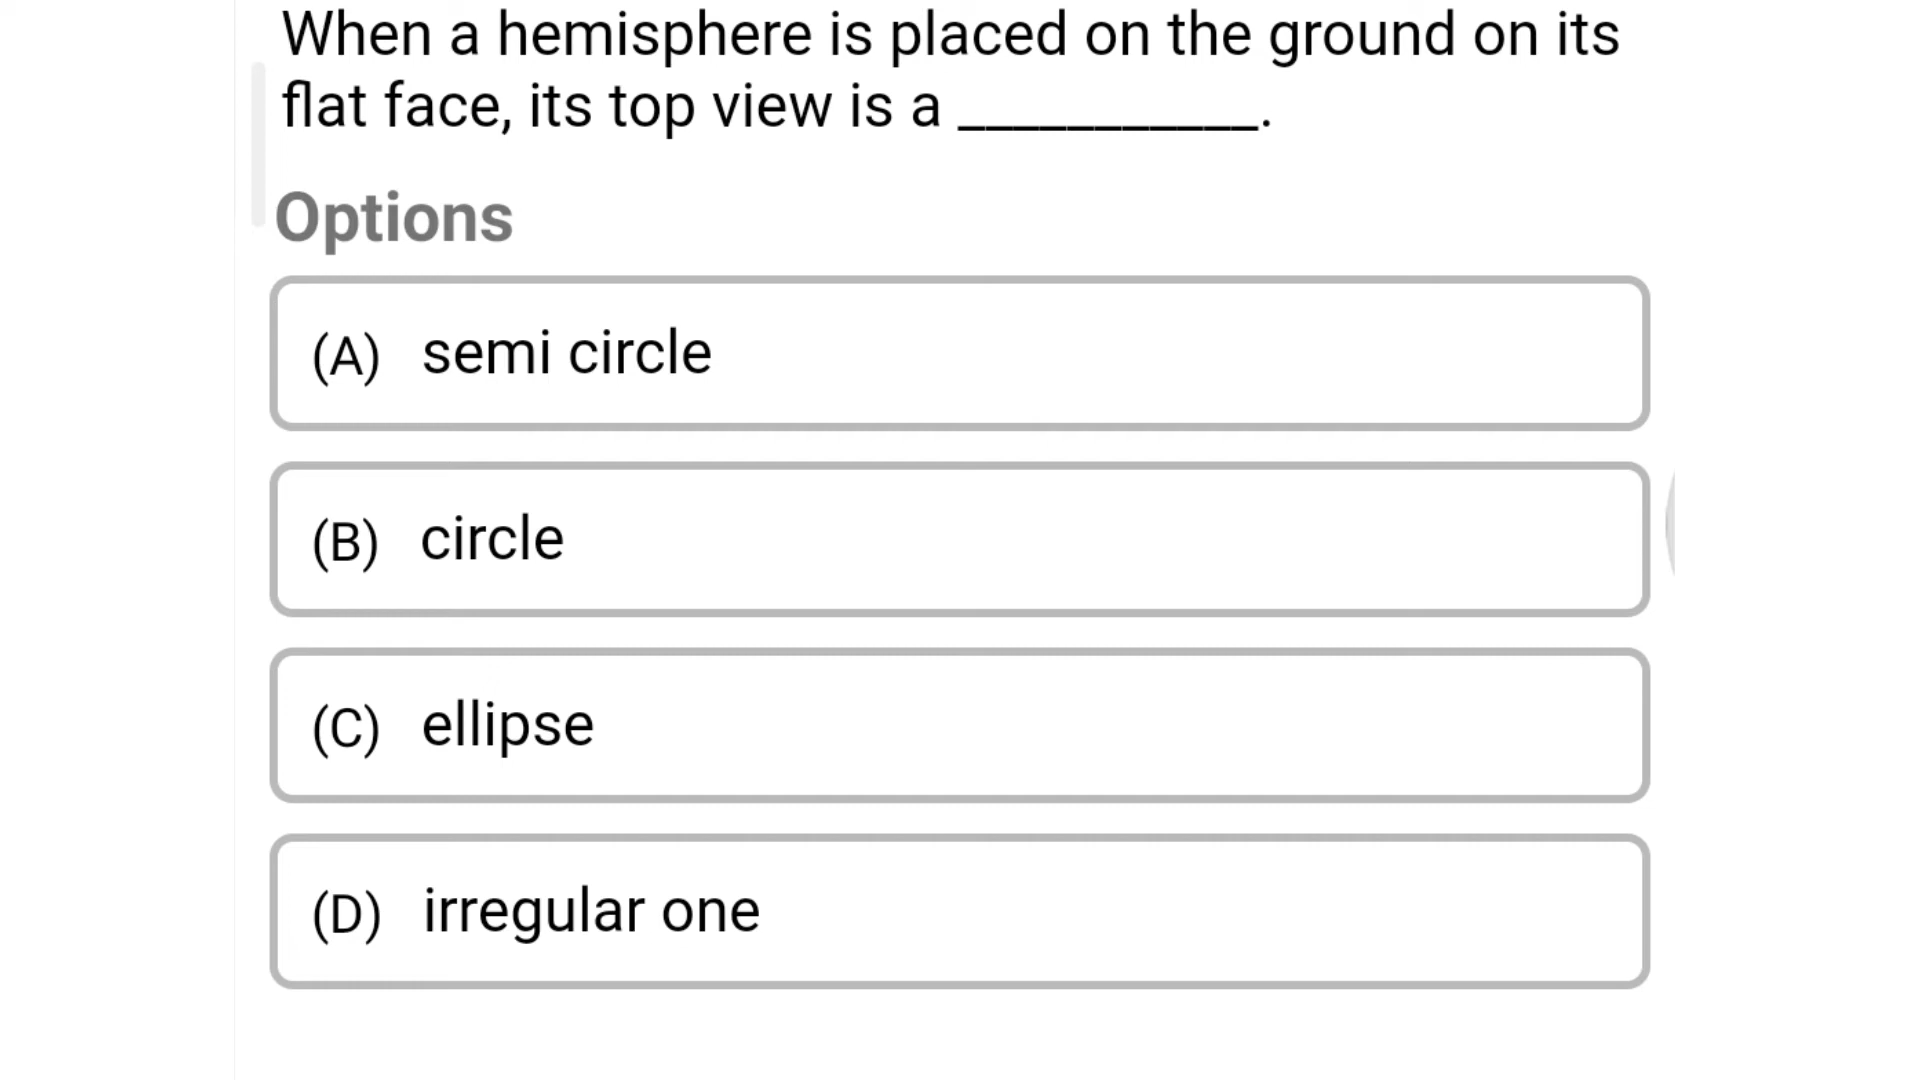 When a hemisphere is placed on the ground on its
flat face, its top view is a ___________.
Options
(A) semi circle
(B) circle
(C) ellipse
(D) irregular one